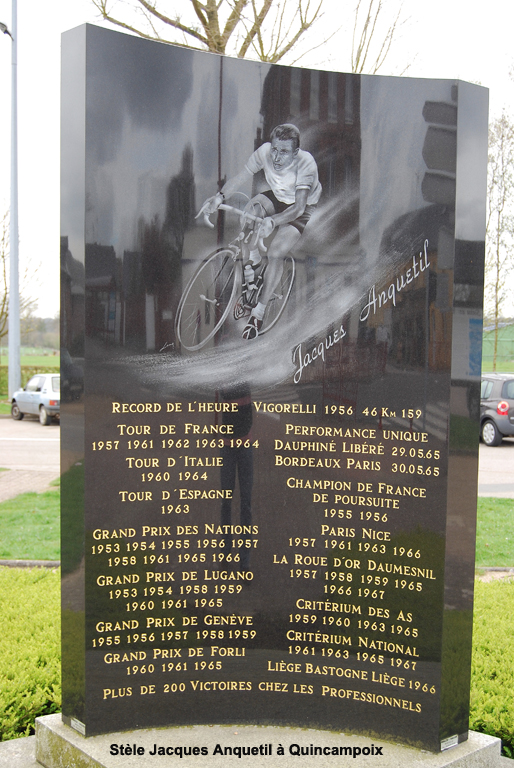 Jacques Anquetil
RECORD DE L'HEURE VIGORELLI 1956 46 KM 159
TOUR DE FRANCE
1957 1961 1962 1963 1964
TOUR D'ITALIE
1960 1964
TOUR D'ESPAGNE
1963
GRAND PRIX DES NATIONS
1953 1954 1955 1956 1957
1958 1961 1965 1966
GRAND PRIX DE LUGANO
1953 1954 1958 1959
1960 1961 1965
GRAND PRIX DE GENÈVE
1955 1956 1957 1958 1959
GRAND PRIX DE FORLI
1960 1961 1965
PERFORMANCE UNIQUE
DAUPHINÉ LIBÉRÉ 29.05.65
BORDEAUX PARIS 30.05.65
CHAMPION DE FRANCE
DE POURSUITE
1955 1956
PARIS NICE
1957 1961 1963 1966
LA ROUE D'OR DAUMESNIL
1957 1958 1959 1965
1966 1967
CRITÉRIUM DES AS
1959 1960 1963 1965
CRITÉRIUM NATIONAL
1961 1963 1965 1967
LIÈGE BASTOGNE LIÈGE 1966
PLUS DE 200 VICTOIRES CHEZ LES PROFESSIONNELS
Stèle Jacques Anquetil à Quincampoix